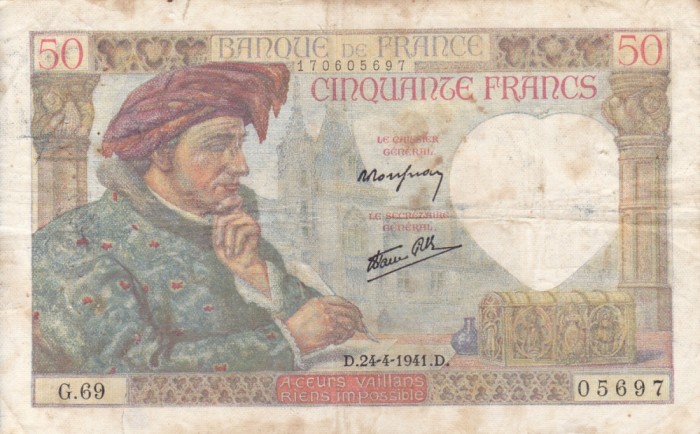 50 BANQUE DE FRANCE 50
170605697
CINQUANTE FRANCS
LE CAISSIER
GÉNÉRAL
LE SECRÉTAIRE
GÉNÉRAL
D.24-4-1941.D.
G.69
A CŒURS VAILLANS
RIENS IMPOSSIBLE
05697